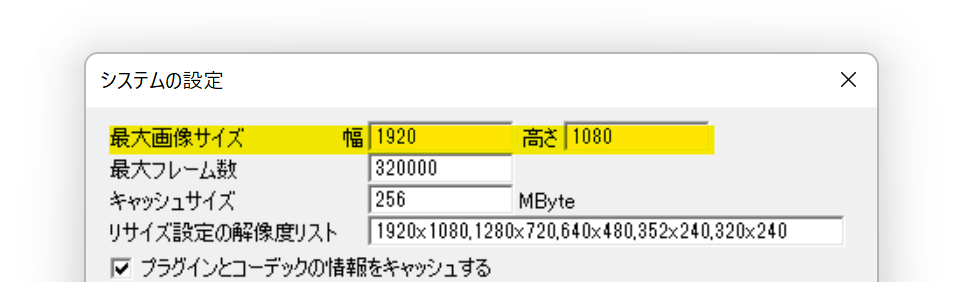 システムの設定
最大画像サイズ 幅 1920 高さ 1080
最大フレーム数 320000
キャッシュサイズ 256 MByte
リサイズ設定の解像度リスト 1920x1080,1280x720,640x480,352x240,320x240
プラグインとコーデックの情報をキャッシュする